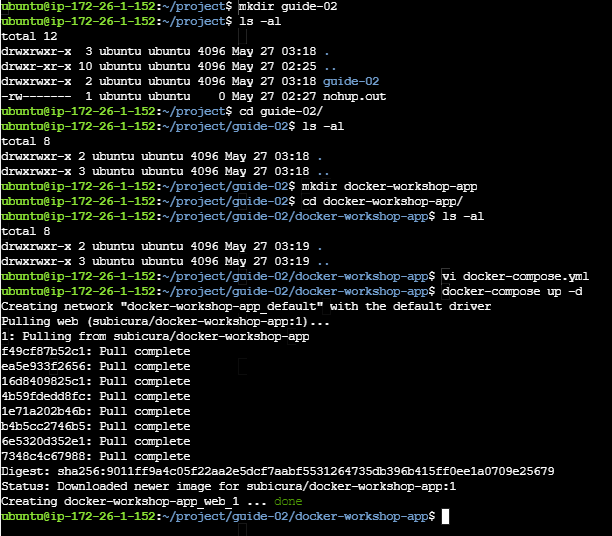 ubuntu@ip-172-26-1-152:~/project$ mkdir guide-02
ubuntu@ip-172-26-1-152:~/project$ ls -al
total 12
drwxrwxr-x  3 ubuntu ubuntu 4096 May 27 03:18 .
drwxr-xr-x 10 ubuntu ubuntu 4096 May 27 02:25 ..
drwxrwxr-x  2 ubuntu ubuntu 4096 May 27 03:18 guide-02
-rw-------  1 ubuntu ubuntu    0 May 27 02:27 nohup.out
ubuntu@ip-172-26-1-152:~/project$ cd guide-02/
ubuntu@ip-172-26-1-152:~/project/guide-02$ ls -al
total 8
drwxrwxr-x 2 ubuntu ubuntu 4096 May 27 03:18 .
drwxrwxr-x 3 ubuntu ubuntu 4096 May 27 03:18 ..
ubuntu@ip-172-26-1-152:~/project/guide-02$ mkdir docker-workshop-app
ubuntu@ip-172-26-1-152:~/project/guide-02$ cd docker-workshop-app/
ubuntu@ip-172-26-1-152:~/project/guide-02/docker-workshop-app$ ls -al
total 8
drwxrwxr-x 2 ubuntu ubuntu 4096 May 27 03:19 .
drwxrwxr-x 3 ubuntu ubuntu 4096 May 27 03:19 ..
ubuntu@ip-172-26-1-152:~/project/guide-02/docker-workshop-app$ vi docker-compose.yml
ubuntu@ip-172-26-1-152:~/project/guide-02/docker-workshop-app$ docker-compose up -d
Creating network "docker-workshop-app_default" with the default driver
Pulling web (subicura/docker-workshop-app:1)...
1: Pulling from subicura/docker-workshop-app
f49cf87b52c1: Pull complete
ea5e933f2656: Pull complete
16d8409825c1: Pull complete
4b59fdedd8fc: Pull complete
1e71a202b46b: Pull complete
b4b5cc2746b5: Pull complete
6e5320d352e1: Pull complete
7348c4c67988: Pull complete
Digest: sha256:9011ff9a4c05f22aa2e5dcf7aabf5531264735db396b415ff0ee1a0709e25679
Status: Downloaded newer image for subicura/docker-workshop-app:1
Creating docker-workshop-app_web_1 ... done
ubuntu@ip-172-26-1-152:~/project/guide-02/docker-workshop-app$